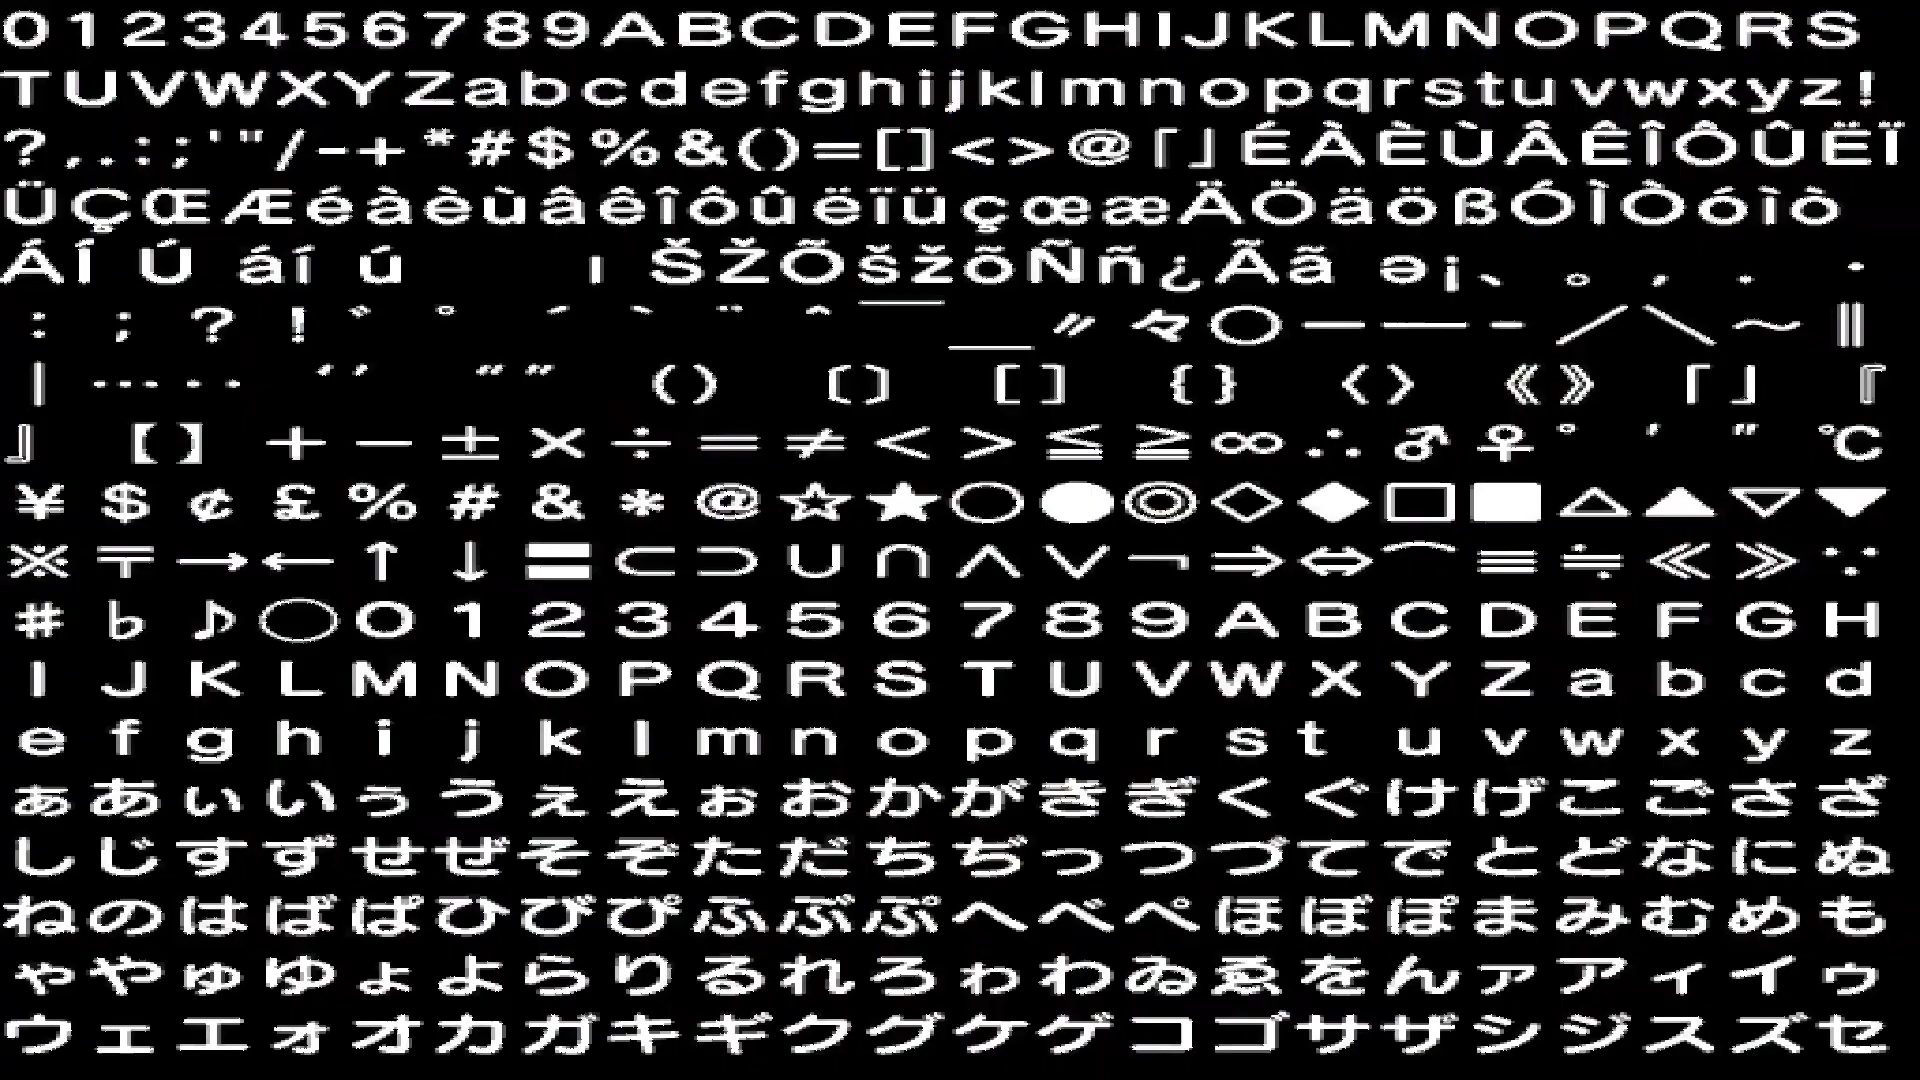 0123456789ABCDEFGHIJKLMNOPQRS
TUVWXYZabcdefghijklmnopqrstuvwxyz!
?,.:;'"/-+*#$%&()=[]<>@「」ÉÀÈÙÂÊÎÔÛËÏ
ÜÇŒÆéàèùâêîôûëïüçœæÄÖäößÓÌÒóìò
ÁÍ Ú áí ú ı ŠŽÕšžõÑñ¿Ãã ə¡、。,.・
:;?!゛゜´`¨^‾_〃々〇ー—‐/\~‖
|…‥‘’“”()〔〕[]{}〈〉《》「」『
』【】+-±×÷=≠<>≦≧∞∴♂♀°′″℃
¥$¢£%#&*@☆★○●◎◇◆□■△▲▽▼
※〒→←↑↓〓⊂⊃∪∩∧∨¬⇒⇔⌒≡≒≪≫∵
♯♭♪◯0123456789ABCDEFGH
IJKLMNOPQRSTUVWXYZabcd
efghijklmnopqrstuvwxyz
ぁあぃいぅうぇえぉおかがきぎくぐけげこごさざ
しじすずせぜそぞただちぢっつづてでとどなにぬ
ねのはばぱひびぴふぶぷへべぺほぼぽまみむめも
ゃやゅゆょよらりるれろゎわゐゑをんァアィイゥ
ウェエォオカガキギクグケゲコゴサザシジスズセ